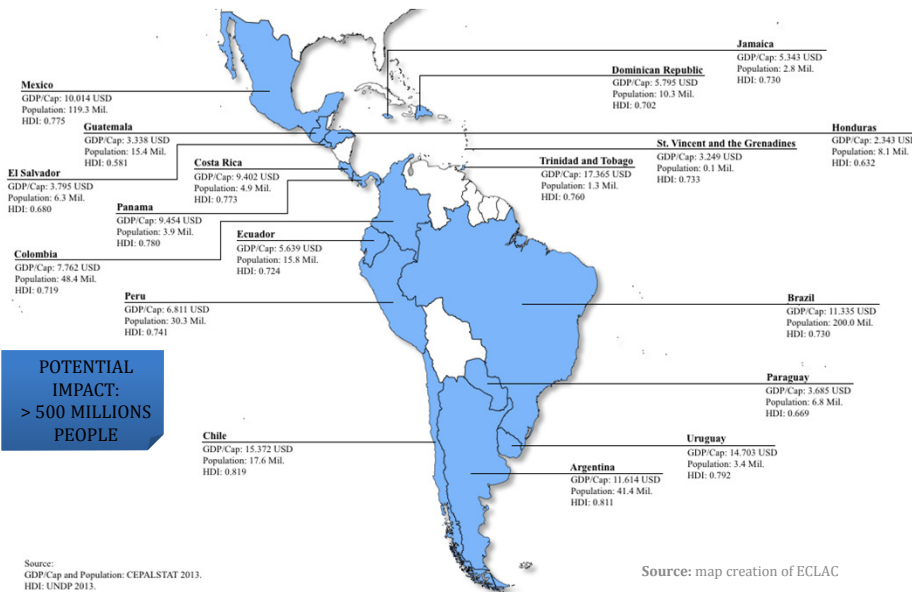 Jamaica
GDP/Cap: 5.343 USD
Population: 2.8 Mil.
HDI: 0.730
Dominican Republic
GDP/Cap: 5.795 USD
Population: 10.3 Mil.
HDI: 0.702
Mexico
GDP/Cap: 10.014 USD
Population: 119.3 Mil.
HDI: 0.775
Guatemala
GDP/Cap: 3.338 USD
Population: 15.4 Mil.
HDI: 0.581
Honduras
GDP/Cap: 2.343 USD
Population: 8.1 Mil.
HDI: 0.632
St. Vincent and the Grenadines
GDP/Cap: 3.249 USD
Population: 0.1 Mil.
HDI: 0.733
Trinidad and Tobago
GDP/Cap: 17.365 USD
Population: 1.3 Mil.
HDI: 0.760
Costa Rica
GDP/Cap: 9.402 USD
Population: 4.9 Mil.
HDI: 0.773
El Salvador
GDP/Cap: 3.795 USD
Population: 6.3 Mil.
HDI: 0.680
Panama
GDP/Cap: 9.454 USD
Population: 3.9 Mil.
HDI: 0.780
Ecuador
GDP/Cap: 5.639 USD
Population: 15.8 Mil.
HDI: 0.724
Colombia
GDP/Cap: 7.762 USD
Population: 48.4 Mil.
HDI: 0.719
Peru
GDP/Cap: 6.811 USD
Population: 30.3 Mil.
HDI: 0.741
Brazil
GDP/Cap: 11.335 USD
Population: 200.0 Mil.
HDI: 0.730
POTENTIAL
IMPACT:
> 500 MILLIONS
PEOPLE
Paraguay
GDP/Cap: 3.685 USD
Population: 6.8 Mil.
HDI: 0.669
Chile
GDP/Cap: 15.372 USD
Population: 17.6 Mil.
HDI: 0.819
Uruguay
GDP/Cap: 14.703 USD
Population: 3.4 Mil.
HDI: 0.792
Argentina
GDP/Cap: 11.614 USD
Population: 41.4 Mil.
HDI: 0.811
Source:
GDP/Cap and Population: CEPALSTAT 2013.
HDI: UNDP 2013.
Source: map creation of ECLAC